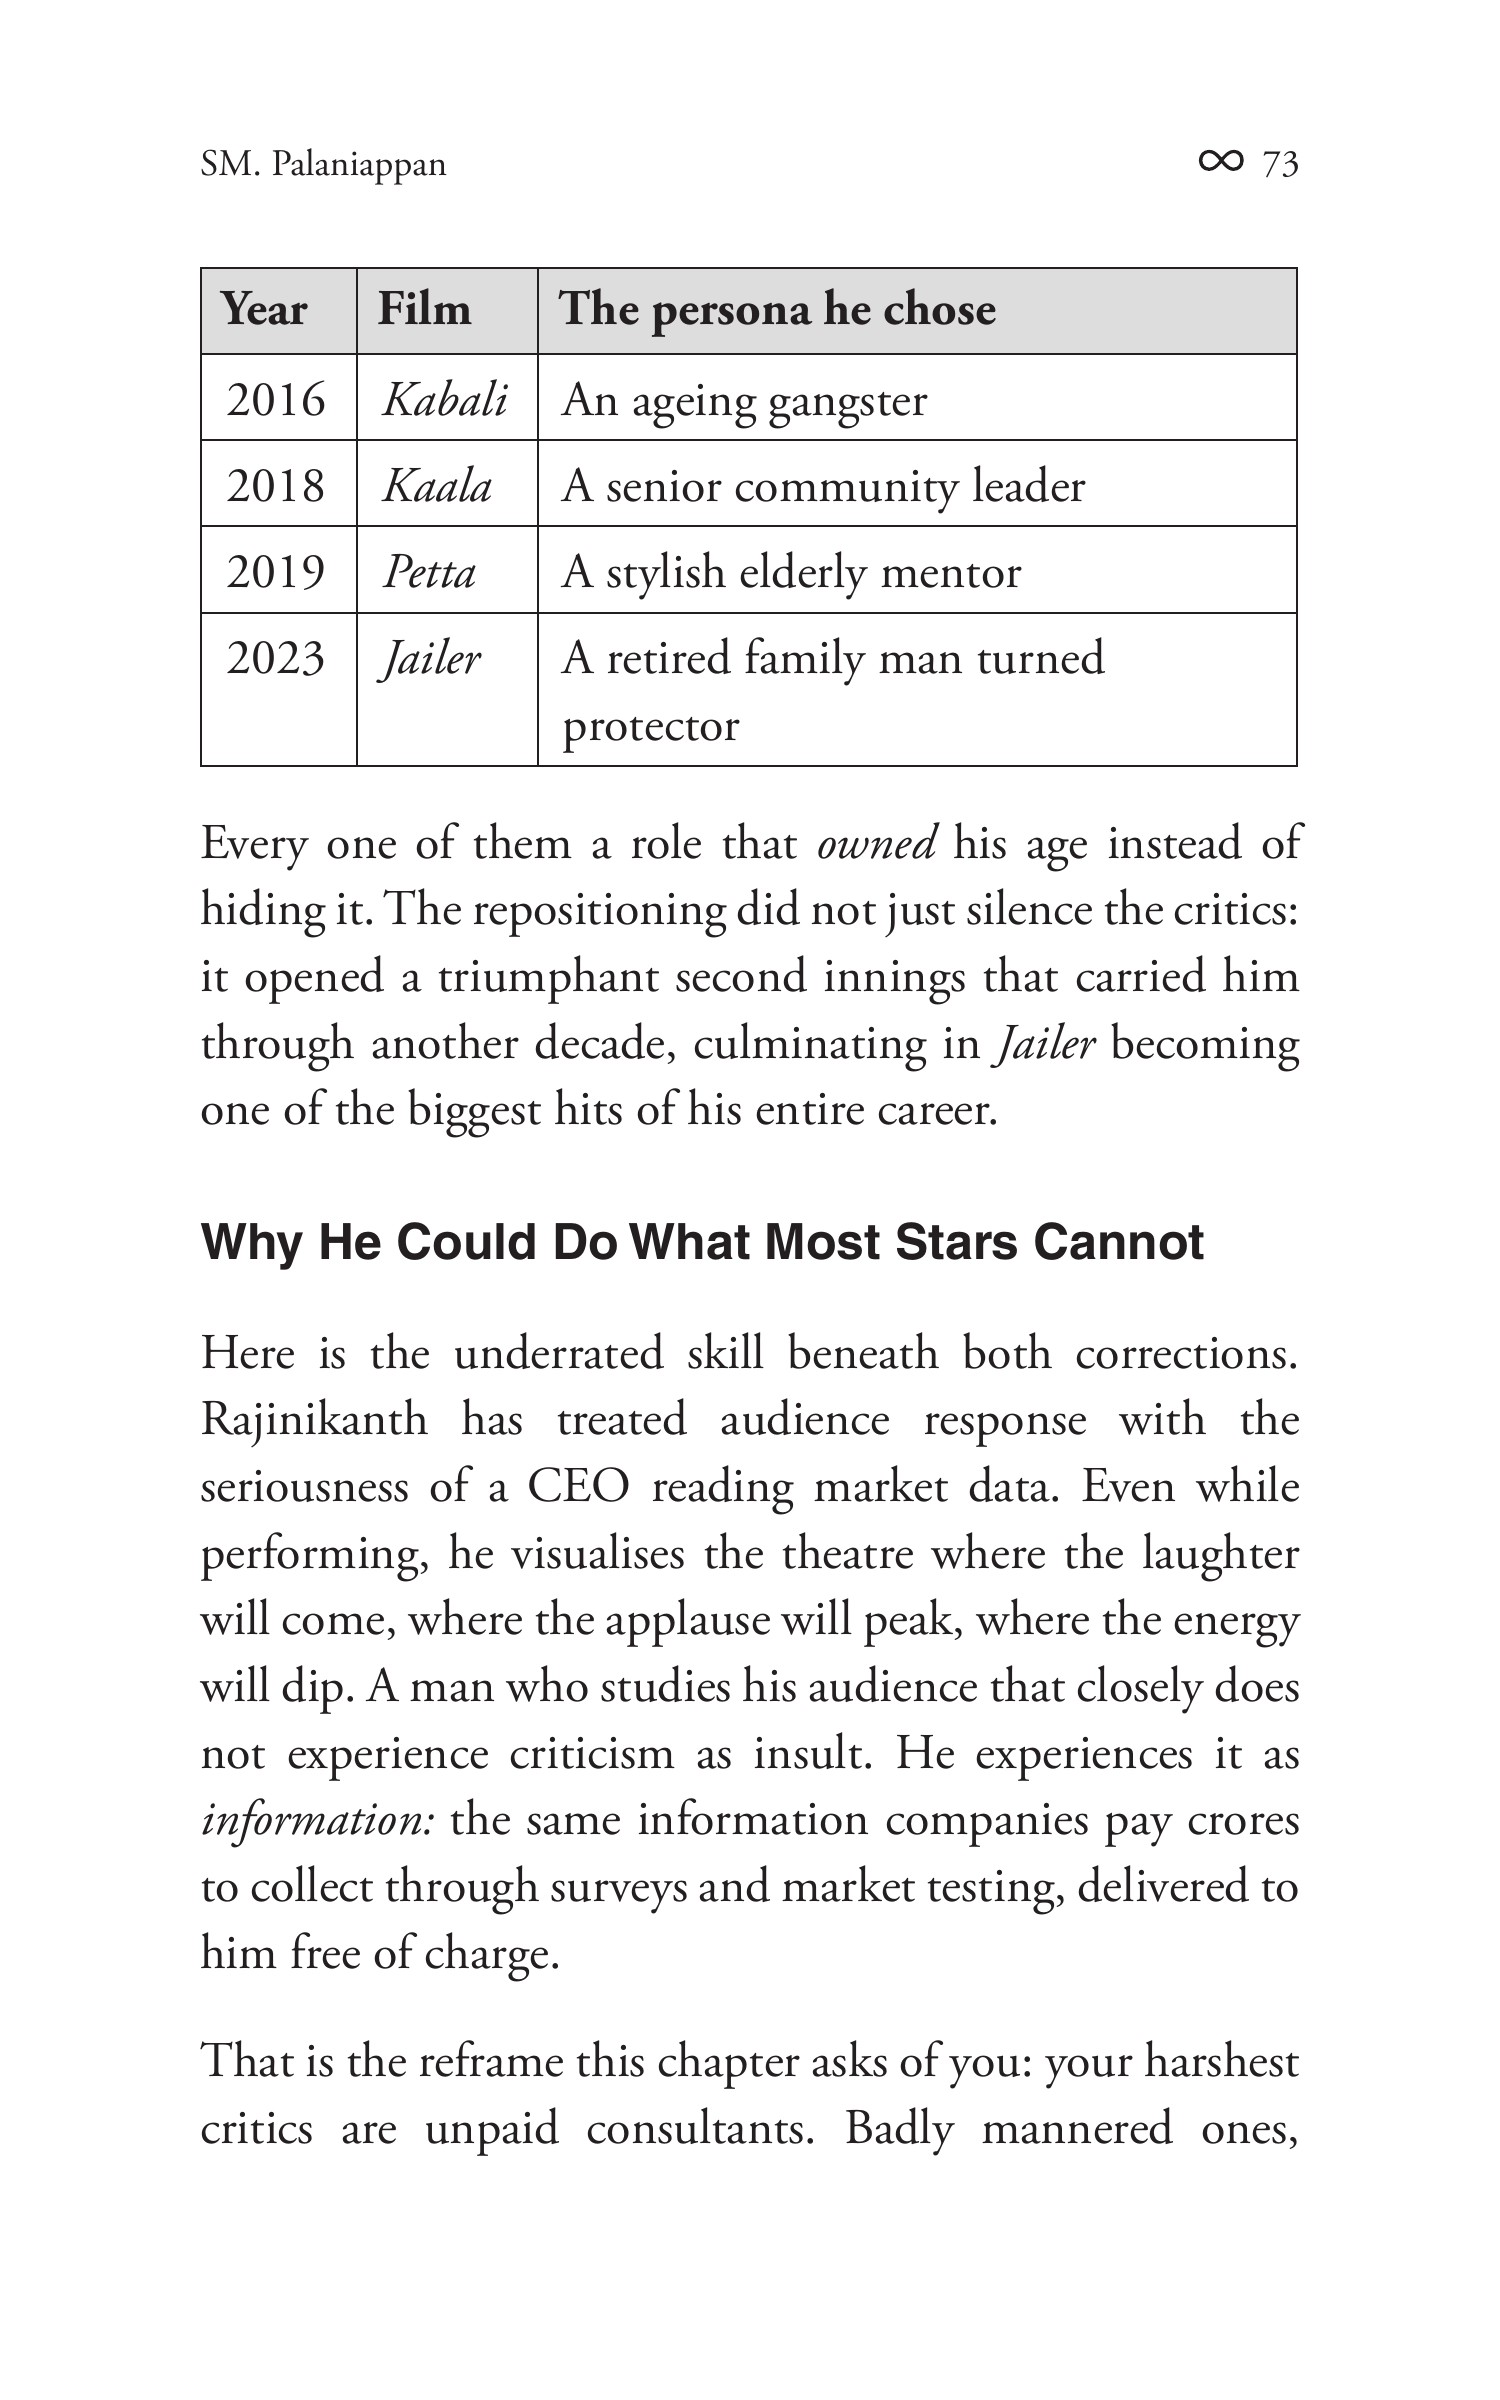 SM. Palaniappan ∞ 73
Year Film The persona he chose
2016 Kabali An ageing gangster
2018 Kaala A senior community leader
2019 Petta A stylish elderly mentor
2023 Jailer A retired family man turned
protector
Every one of them a role that owned his age instead of
hiding it. The repositioning did not just silence the critics:
it opened a triumphant second innings that carried him
through another decade, culminating in Jailer becoming
one of the biggest hits of his entire career.
Why He Could Do What Most Stars Cannot
Here is the underrated skill beneath both corrections.
Rajinikanth has treated audience response with the
seriousness of a CEO reading market data. Even while
performing, he visualises the theatre where the laughter
will come, where the applause will peak, where the energy
will dip. A man who studies his audience that closely does
not experience criticism as insult. He experiences it as
information: the same information companies pay crores
to collect through surveys and market testing, delivered to
him free of charge.
That is the reframe this chapter asks of you: your harshest
critics are unpaid consultants. Badly mannered ones,